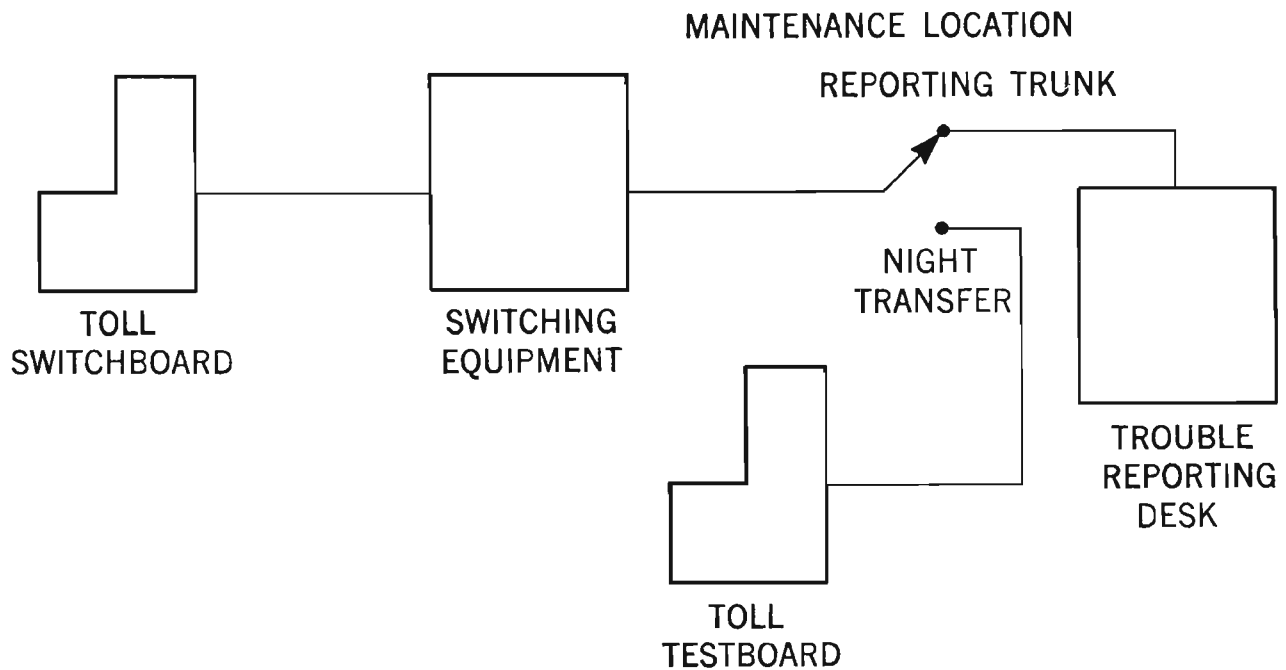 MAINTENANCE LOCATION
REPORTING TRUNK
NIGHT
TRANSFER
TOLL
SWITCHBOARD
SWITCHING
EQUIPMENT
TROUBLE
REPORTING
DESK
TOLL
TESTBOARD